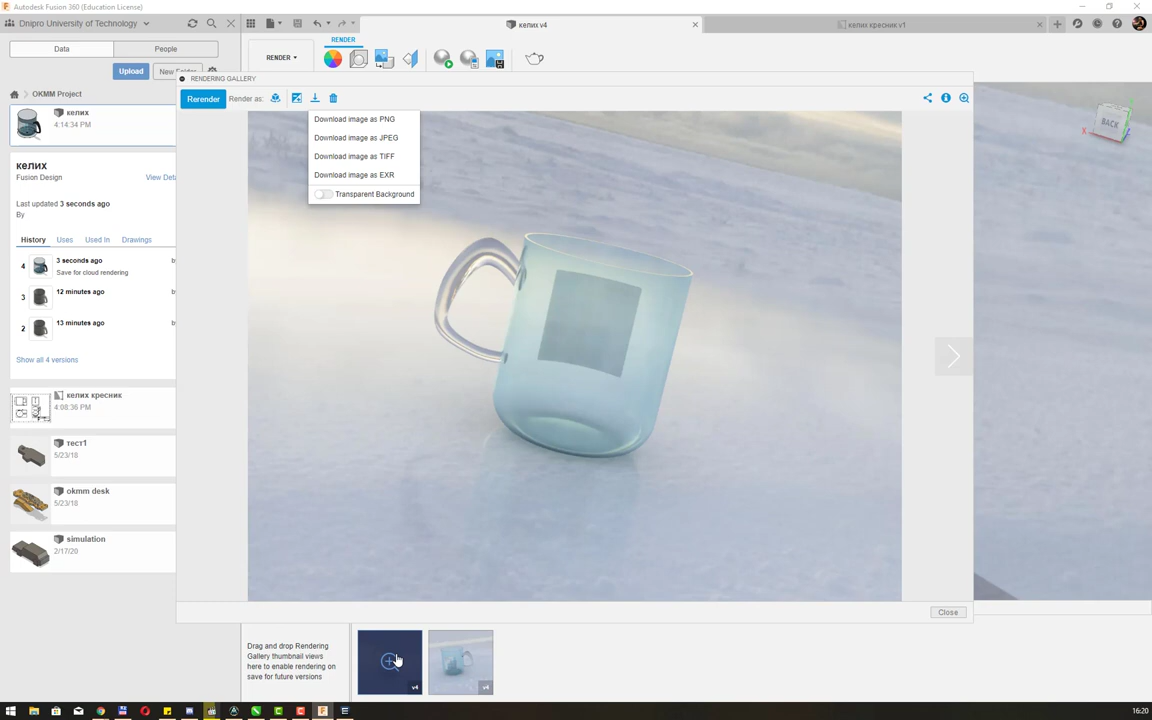 Autodesk Fusion 360 (Education License)
Dnipro University of Technology
келих v4
келих кресник v1
Data
People
RENDER
RENDER
Upload
New Folder
RENDERING GALLERY
OKMM Project
Rerender
Render as:
Download image as PNG
Download image as JPEG
Download image as TIFF
Download image as EXR
Transparent Background
BACK
X
келих
4:14:34 PM
келих
Fusion Design
View Deta
Last updated 3 seconds ago
By
History
Uses
Used In
Drawings
4
3 seconds ago
Save for cloud rendering
3
12 minutes ago
2
13 minutes ago
Show all 4 versions
келих кресник
4:08:36 PM
тест1
5/23/18
okmm desk
5/23/18
simulation
2/17/20
Close
Drag and drop Rendering
Gallery thumbnail views
here to enable rendering on
save for future versions
v4
v4
16:20